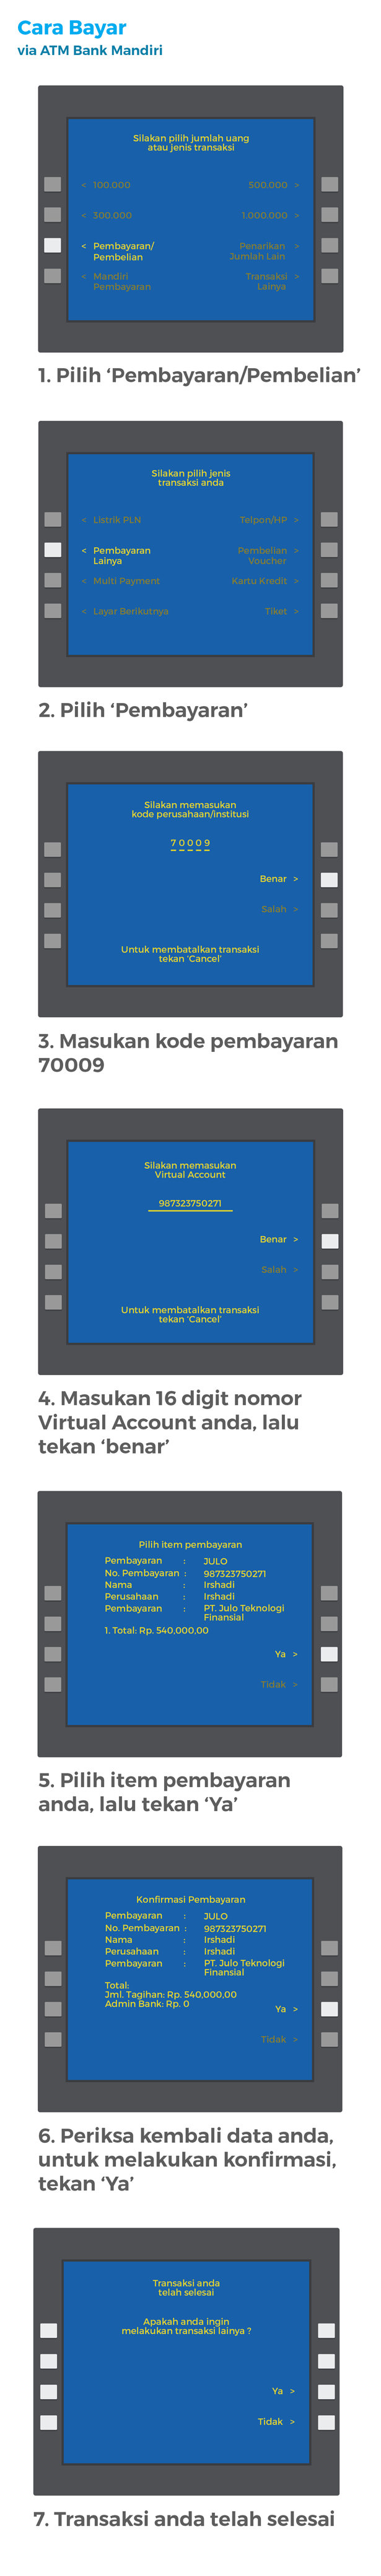 Cara Bayar
via ATM Bank Mandiri
Silakan pilih jumlah uang
atau jenis transaksi
< 100.000 500.000 >
< 300.000 1.000.000 >
< Pembayaran/ Penarikan >
Pembelian Jumlah Lain
< Mandiri Transaksi >
Pembayaran Lainya
1. Pilih ‘Pembayaran/Pembelian’
Silakan pilih jenis
transaksi anda
< Listrik PLN Telpon/HP >
< Pembayaran Pembelian >
Lainya Voucher
< Multi Payment Kartu Kredit >
< Layar Berikutnya Tiket >
2. Pilih ‘Pembayaran’
Silakan memasukan
kode perusahaan/institusi
7 0 0 0 9
Benar >
Salah >
Untuk membatalkan transaksi
tekan ‘Cancel’
3. Masukan kode pembayaran
70009
Silakan memasukan
Virtual Account
987323750271
Benar >
Salah >
Untuk membatalkan transaksi
tekan ‘Cancel’
4. Masukan 16 digit nomor
Virtual Account anda, lalu
tekan ‘benar’
Pilih item pembayaran
Pembayaran : JULO
No. Pembayaran : 987323750271
Nama : Irshadi
Perusahaan : Irshadi
Pembayaran : PT. Julo Teknologi
Finansial
1. Total: Rp. 540,000,00
Ya >
Tidak >
5. Pilih item pembayaran
anda, lalu tekan ‘Ya’
Konfirmasi Pembayaran
Pembayaran : JULO
No. Pembayaran : 987323750271
Nama : Irshadi
Perusahaan : Irshadi
Pembayaran : PT. Julo Teknologi
Finansial
Total:
Jml. Tagihan: Rp. 540,000,00
Admin Bank: Rp. 0
Ya >
Tidak >
6. Periksa kembali data anda,
untuk melakukan konfirmasi,
tekan ‘Ya’
Transaksi anda
telah selesai
Apakah anda ingin
melakukan transaksi lainya ?
Ya >
Tidak >
7. Transaksi anda telah selesai